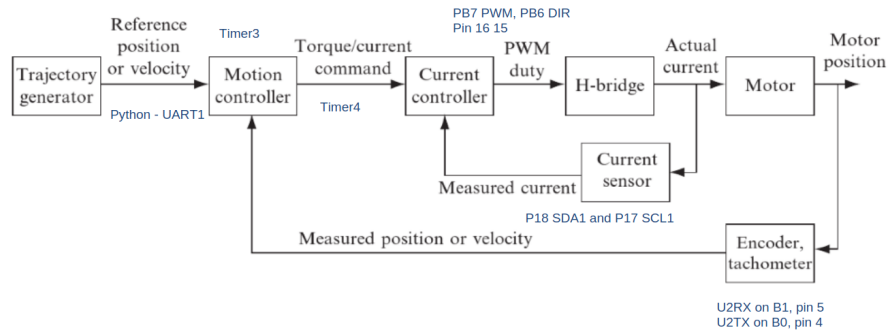 PB7 PWM, PB6 DIR
Pin 16 15
Reference
position
or velocity
Timer3
Torque/current
command
PWM
duty
Actual
current
Motor
position
Trajectory
generator
Motion
controller
Current
controller
H-bridge
Motor
Python - UART1
Timer4
Current
sensor
Measured current
P18 SDA1 and P17 SCL1
Measured position or velocity
Encoder,
tachometer
U2RX on B1, pin 5
U2TX on B0, pin 4